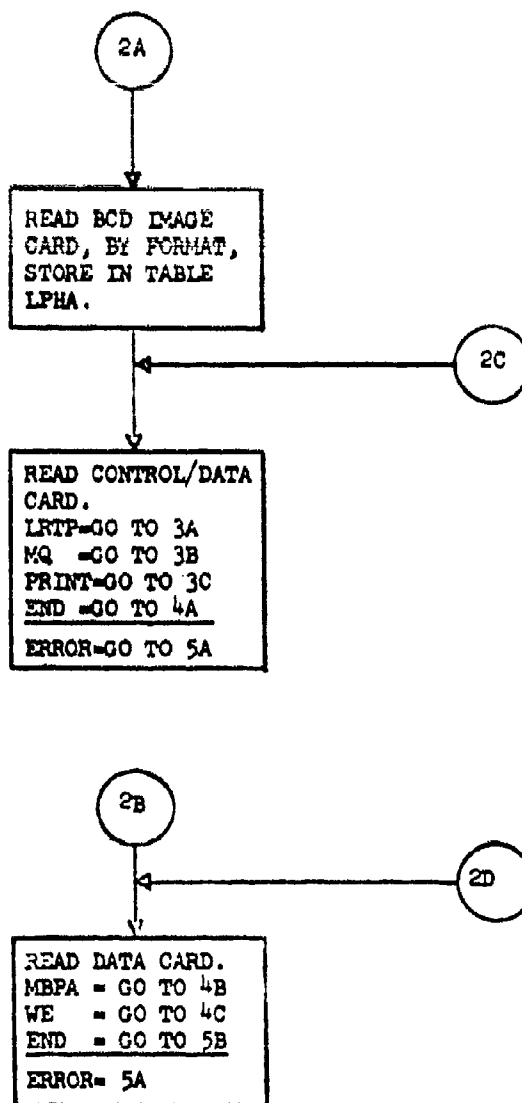 2A
READ BCD IMAGE
CARD, BY FORMAT,
STORE IN TABLE
LPHA.
2C
READ CONTROL/DATA
CARD.
LRTP=GO TO 3A
MQ =GO TO 3B
PRINT=GO TO 3C
END =GO TO 4A
ERROR=GO TO 5A
2B
2D
READ DATA CARD.
MBPA = GO TO 4B
WE = GO TO 4C
END = GO TO 5B
ERROR= 5A